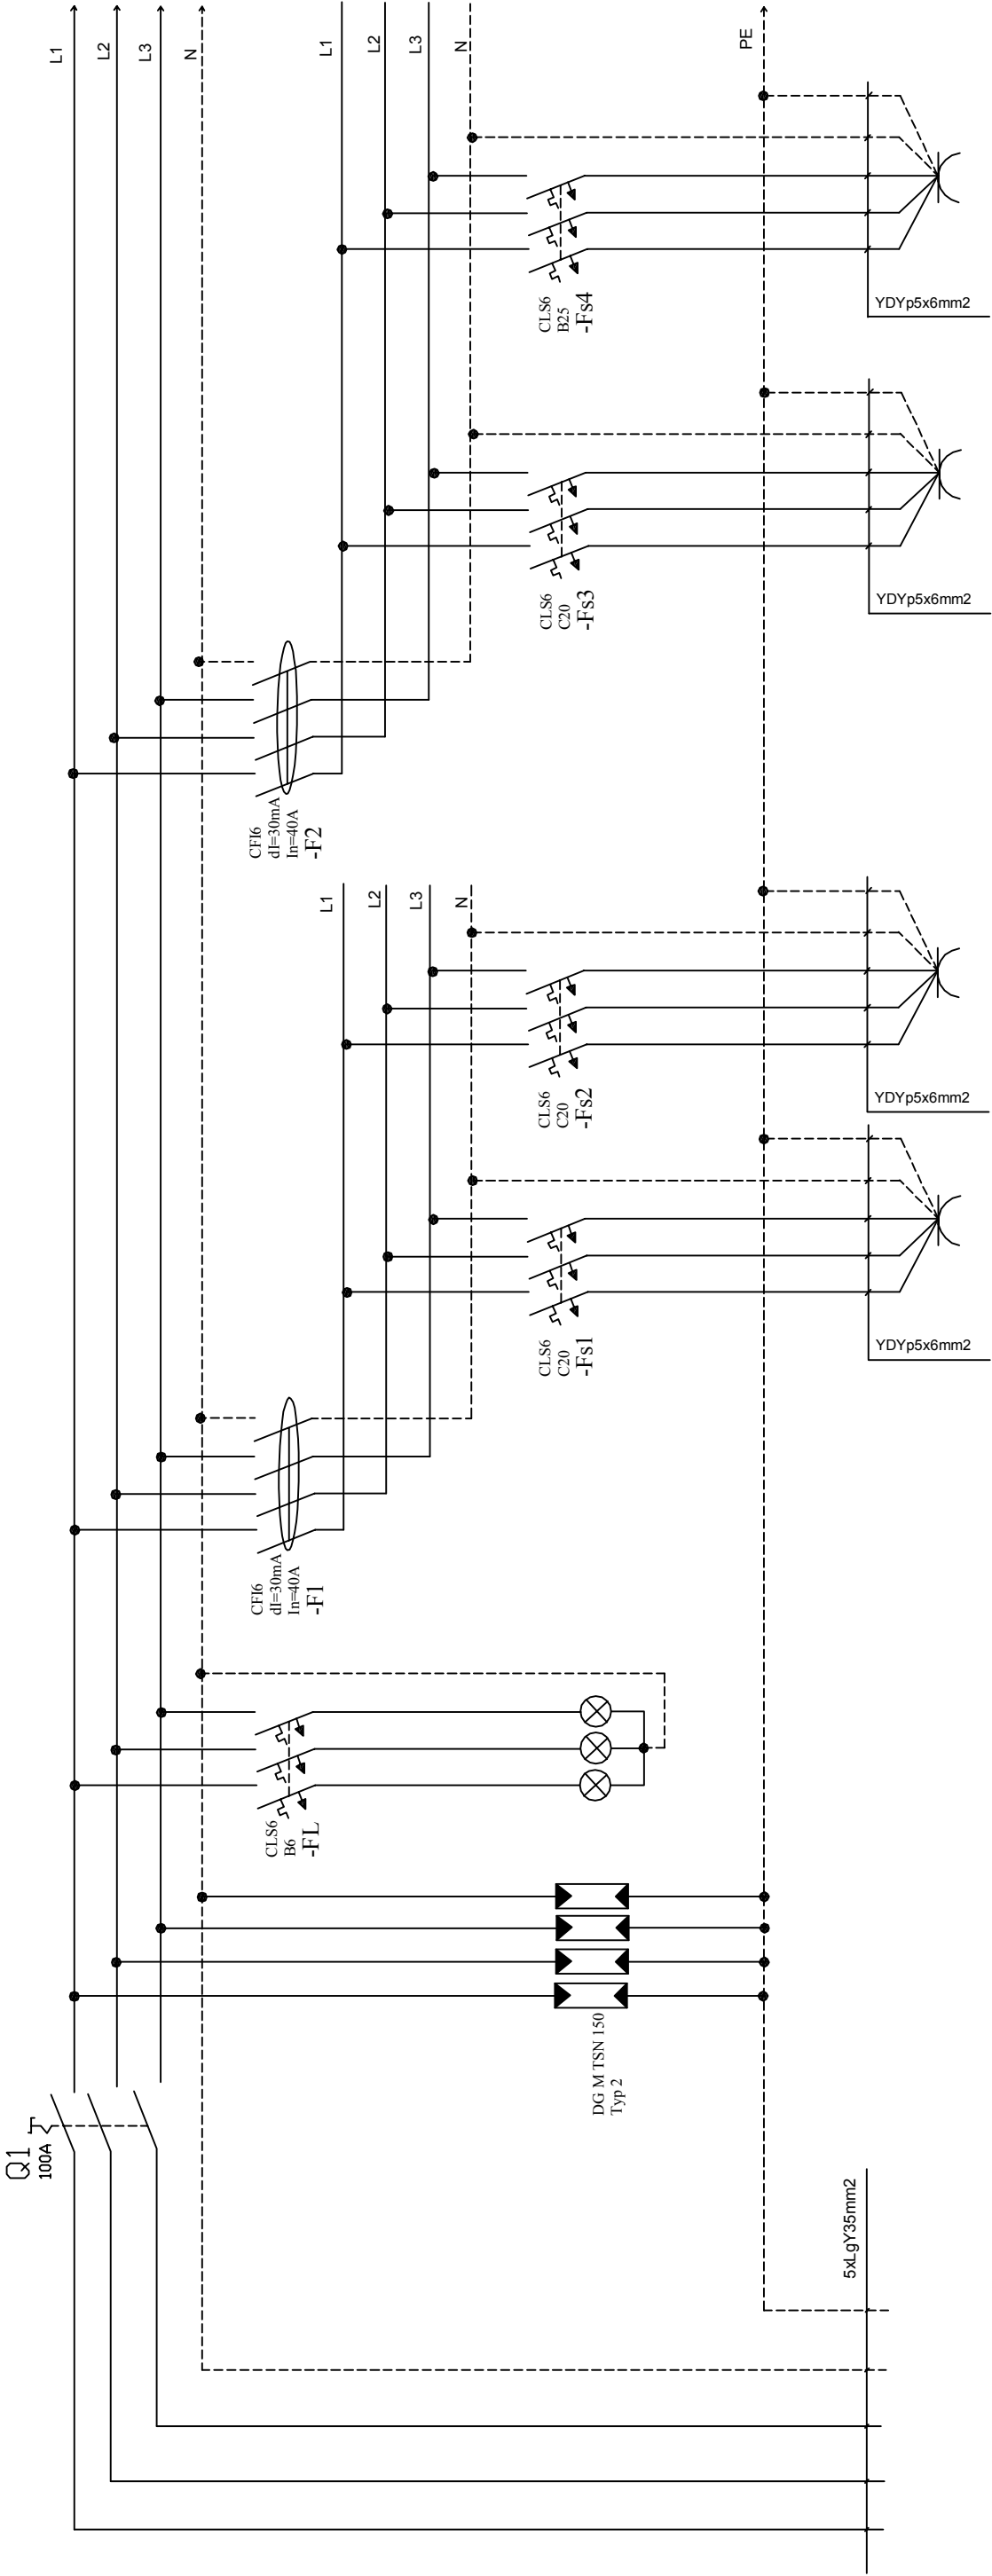 Q1
100A
5xLgY35mm2
DG M TSN 150
Typ 2
CLS6
B6
-FL
CFI6
dI=30mA
In=40A
-F1
CLS6
C20
-Fs1
YDYp5x6mm2
CLS6
C20
-Fs2
YDYp5x6mm2
L1
L2
L3
N
CFI6
dI=30mA
In=40A
-F2
CLS6
C20
-Fs3
YDYp5x6mm2
CLS6
B25
-Fs4
YDYp5x6mm2
L1
L2
L3
N
L1
L2
L3
N
PE